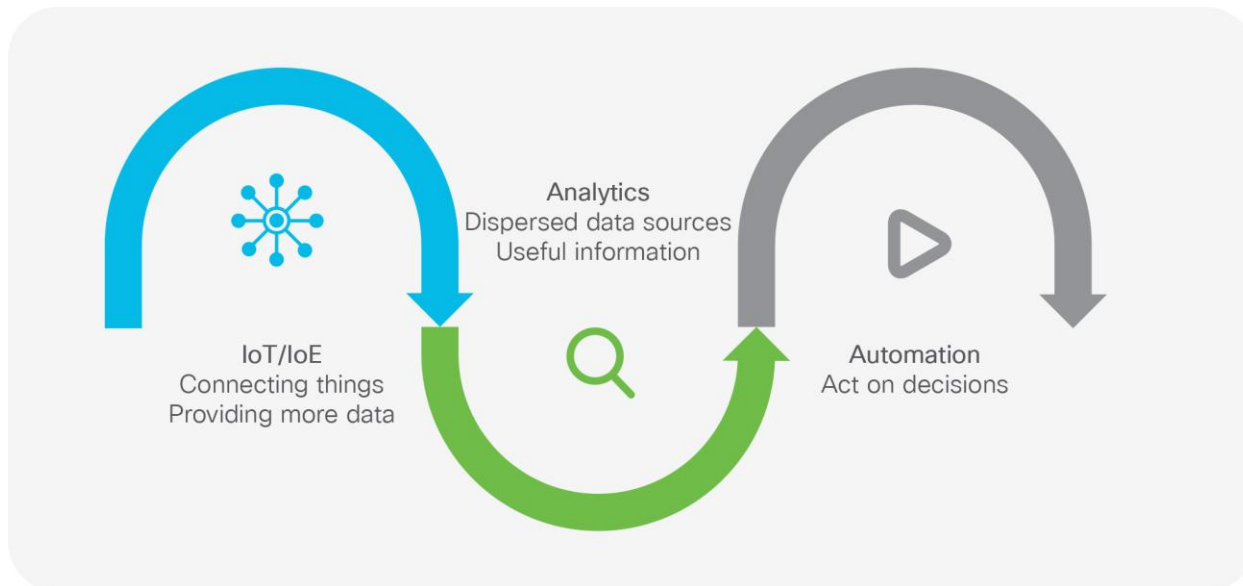 IoT/IoE
Connecting things
Providing more data
Analytics
Dispersed data sources
Useful information
Automation
Act on decisions